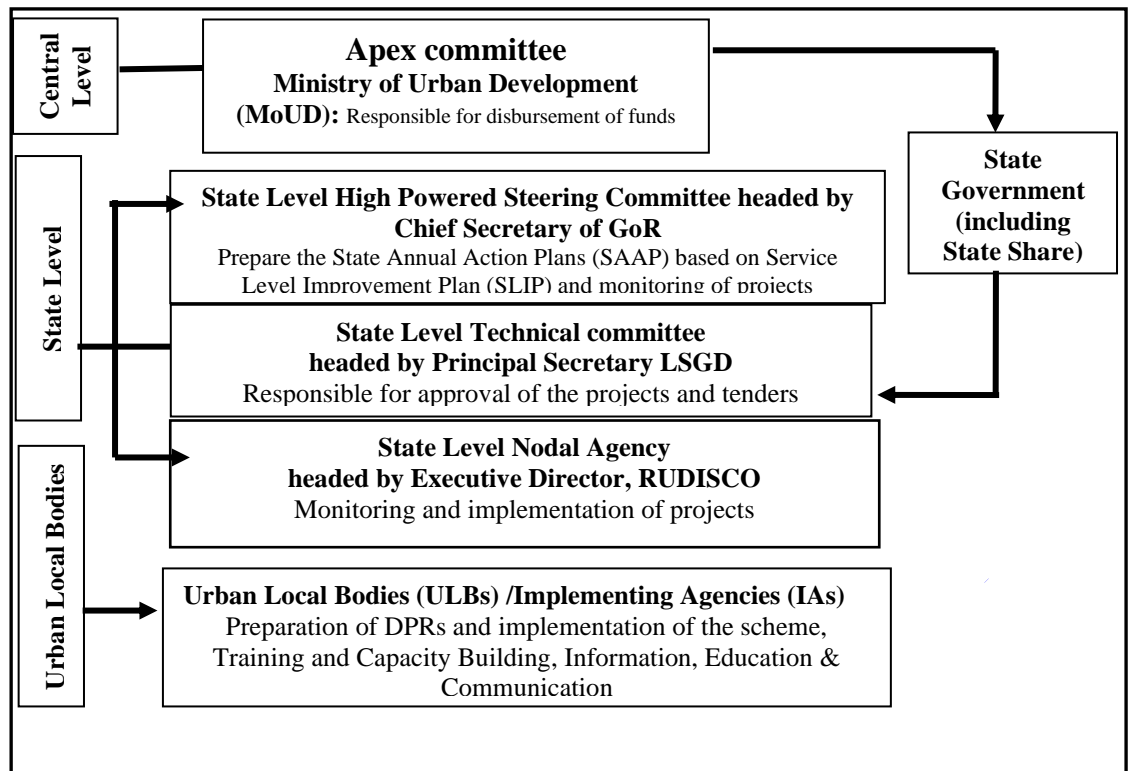 Central
Level
Apex committee
Ministry of Urban Development
(MoUD): Responsible for disbursement of funds
State
Government
(including
State Share)
State Level
State Level High Powered Steering Committee headed by
Chief Secretary of GoR
Prepare the State Annual Action Plans (SAAP) based on Service
Level Improvement Plan (SLIP) and monitoring of projects
State Level Technical committee
headed by Principal Secretary LSGD
Responsible for approval of the projects and tenders
State Level Nodal Agency
headed by Executive Director, RUDISCO
Monitoring and implementation of projects
Urban Local Bodies
Urban Local Bodies (ULBs) /Implementing Agencies (IAs)
Preparation of DPRs and implementation of the scheme,
Training and Capacity Building, Information, Education &
Communication